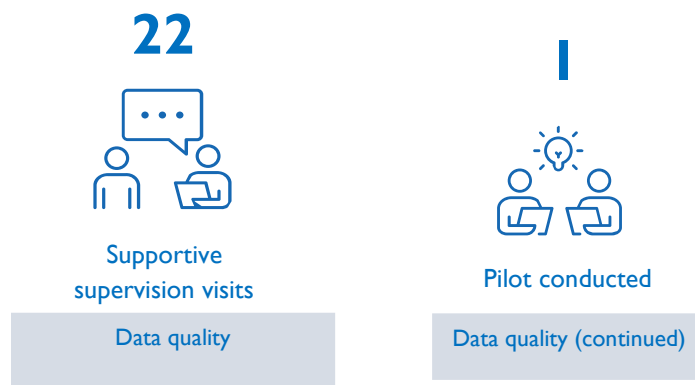 22
Supportive
supervision visits
Data quality
1
Pilot conducted
Data quality (continued)